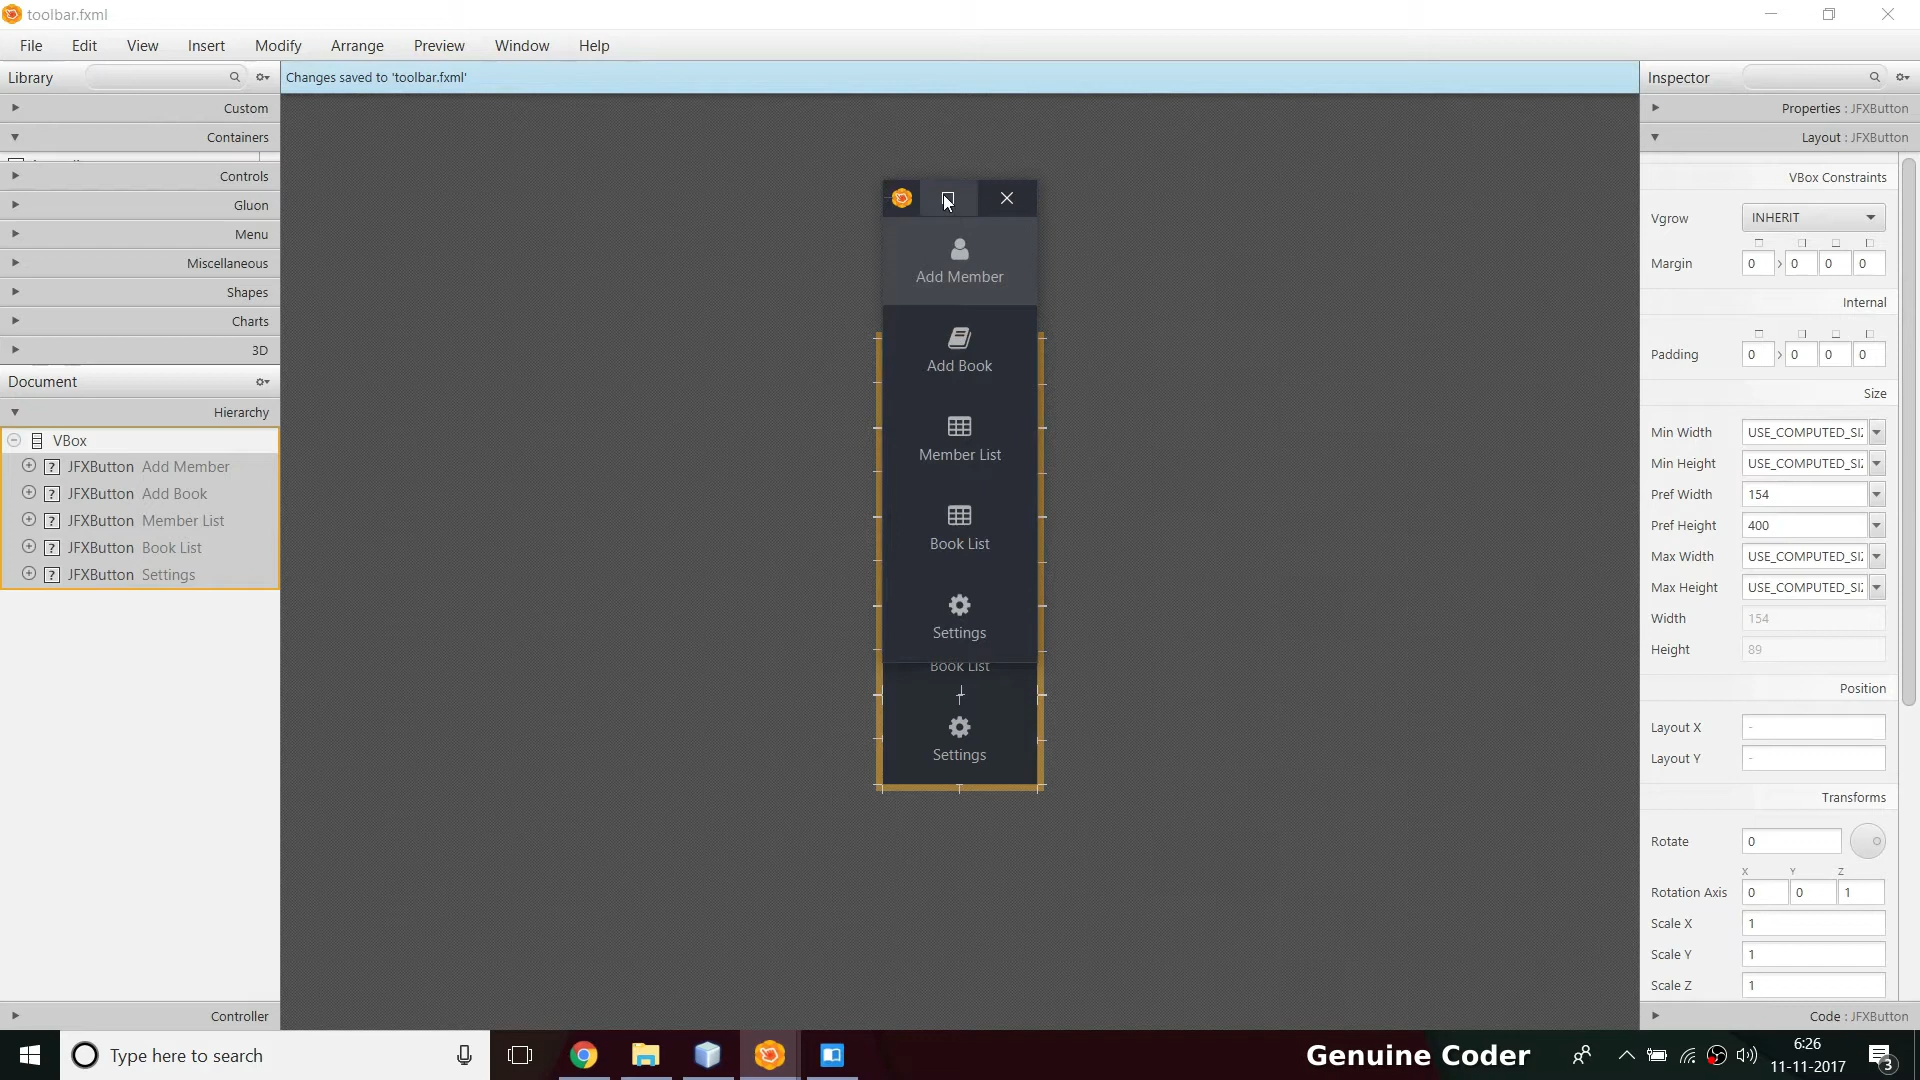 toolbar.fxml
File Edit View Insert Modify Arrange Preview Window Help
Library
Custom
Containers
Controls
Gluon
Menu
Miscellaneous
Shapes
Charts
3D
Document
Hierarchy
VBox
JFXButton Add Member
JFXButton Add Book
JFXButton Member List
JFXButton Book List
JFXButton Settings
Controller
Changes saved to 'toolbar.fxml'
Add Member
Add Book
Member List
Book List
Settings
Book List
Settings
Inspector
Properties : JFXButton
Layout : JFXButton
VBox Constraints
Vgrow INHERIT
Margin 0 0 0 0
Internal
Padding 0 0 0 0
Size
Min Width USE_COMPUTED_SI
Min Height USE_COMPUTED_SI
Pref Width 154
Pref Height 400
Max Width USE_COMPUTED_SI
Max Height USE_COMPUTED_SI
Width 154
Height 89
Position
Layout X -
Layout Y -
Transforms
Rotate 0
X Y Z
Rotation Axis 0 0 1
Scale X 1
Scale Y 1
Scale Z 1
Code : JFXButton
Type here to search
Genuine Coder
6:26
11-11-2017
3